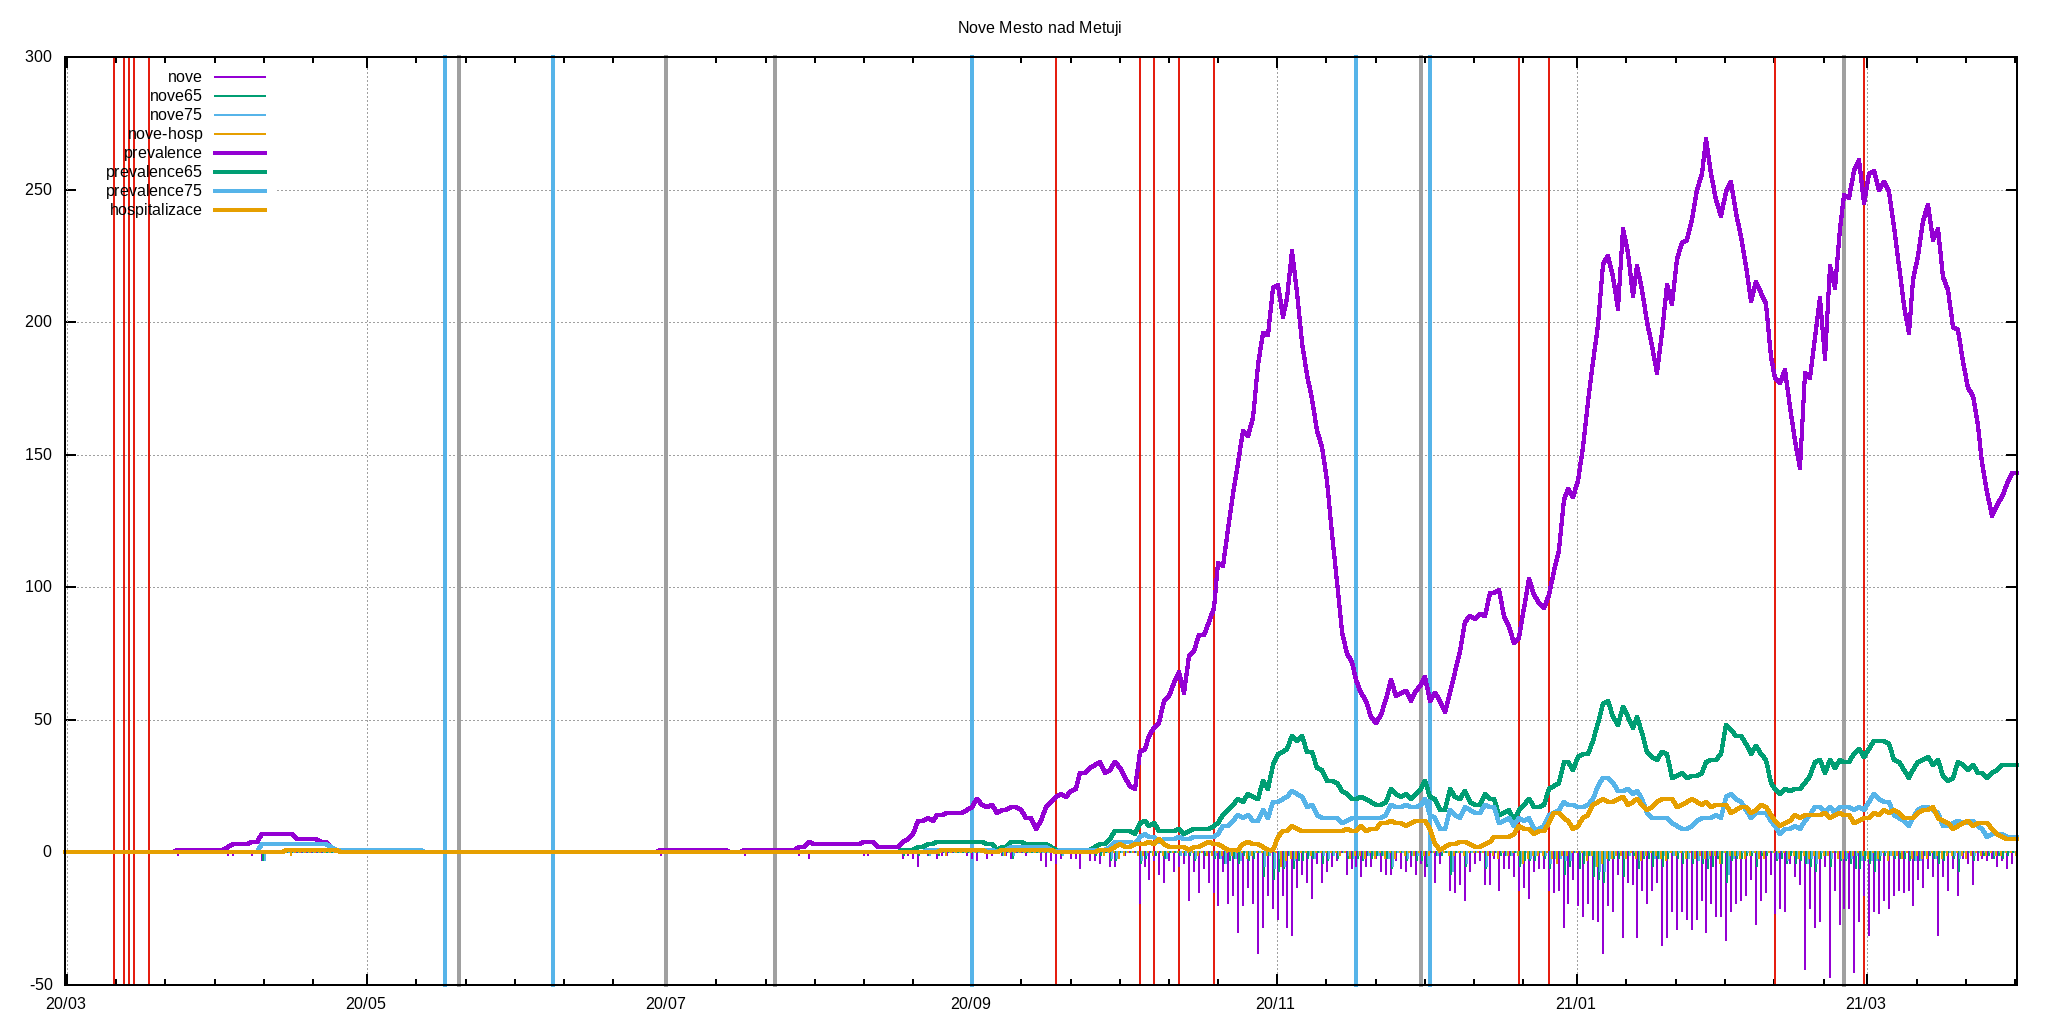 Nove Mesto nad Metuji
300
250
200
150
100
50
0
-50
nove
nove65
nove75
nove-hosp
prevalence
prevalence65
prevalence75
hospitalizace
20/03
20/05
20/07
20/09
20/11
21/01
21/03